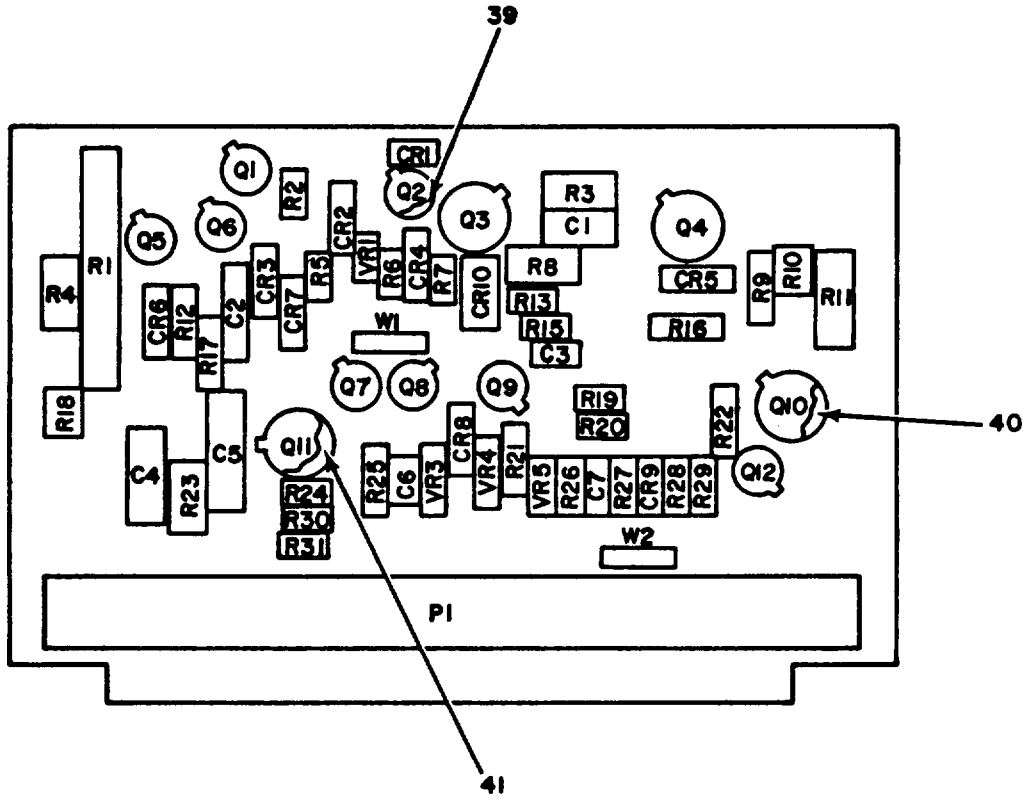 39
CR1
Q1
Q2
R2
R3
Q3
C1
Q4
Q6
Q5
CR2
VR1
R6
CR4
R1
R8
R5
R7
CR3
CR5
R10
R9
R4
C2
CR7
CR10
R11
R13
CR6
R12
W1
R15
R16
R17
C3
Q7
Q8
Q9
R18
R19
Q10
40
R20
R22
CR8
Q11
C5
R21
VR4
C4
Q12
R23
R25
C6
VR3
VR5
R26
C7
R27
CR9
R28
R29
R24
R30
R31
W2
P1
41